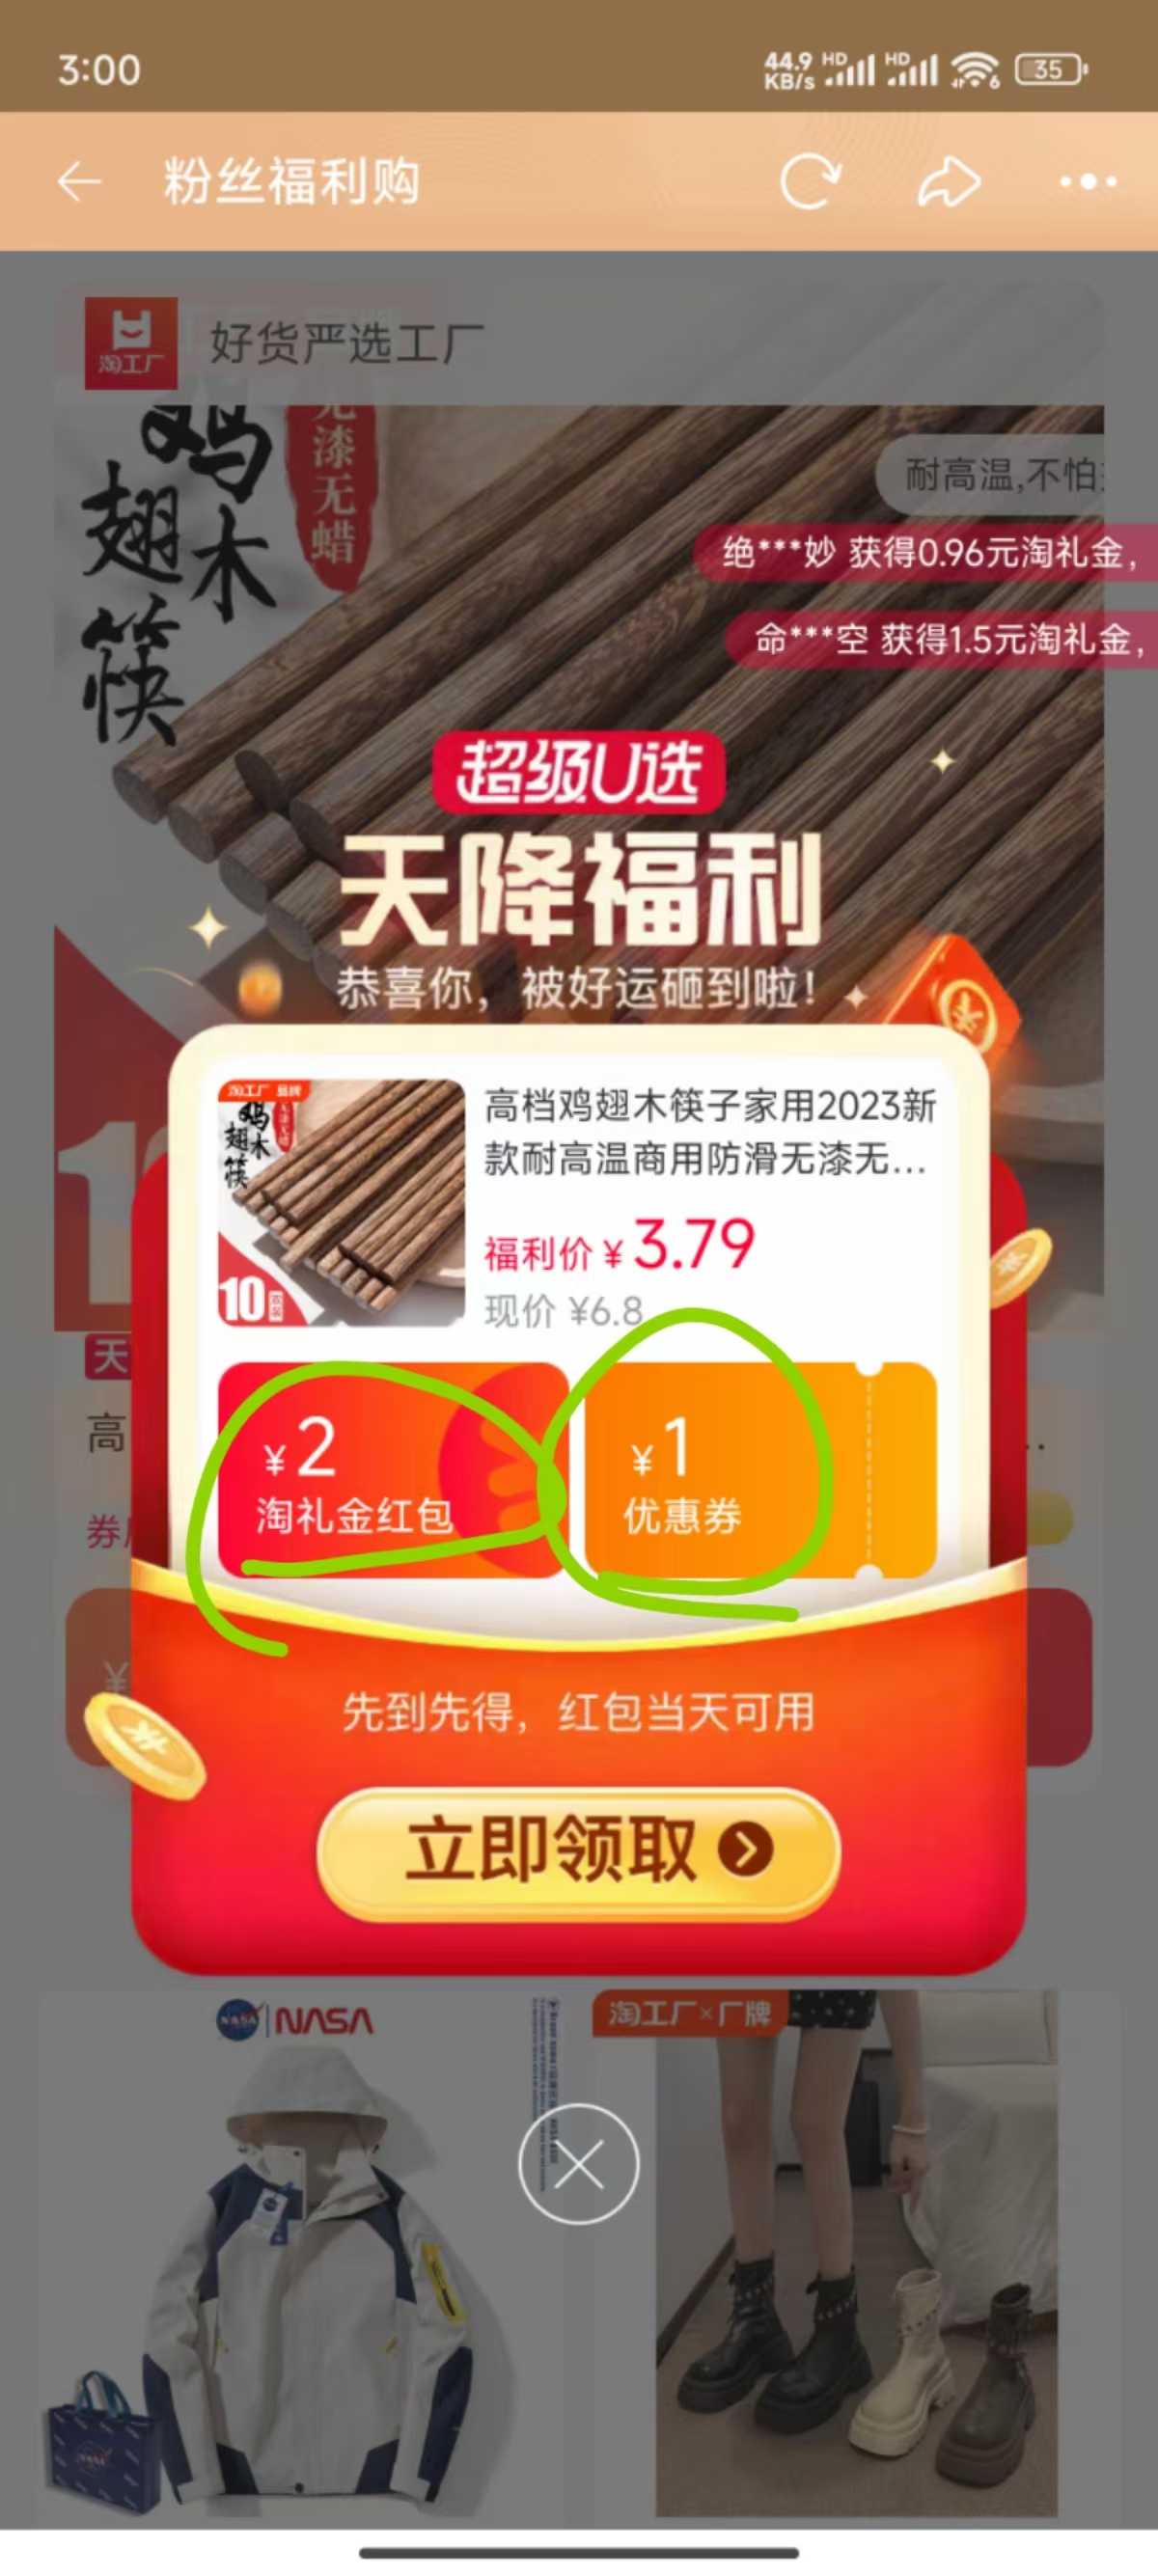 3:00
44.9
KB/s
HD
HD
6
35
粉丝福利购
淘工厂
好货严选工厂
鸡
翅木
筷
无漆无蜡
耐高温,不怕
绝***妙 获得0.96元淘礼金，
命***空 获得1.5元淘礼金，
超级U选
天降福利
恭喜你，被好运砸到啦！
淘工厂 品牌
鸡
翅木
筷
10
高档鸡翅木筷子家用2023新
款耐高温商用防滑无漆无...
福利价 ¥3.79
现价 ¥6.8
天
高
..
券
¥2
淘礼金红包
¥1
优惠券
¥
先到先得，红包当天可用
立即领取
NASA
NASA
淘工厂×厂牌
NASA